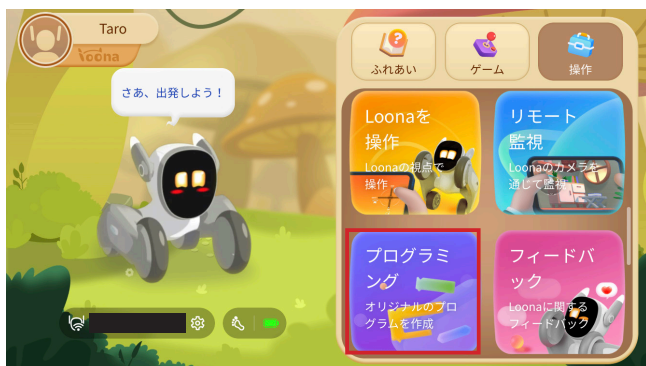 Taro
Loona
さあ、出発しよう！
ふれあい
ゲーム
操作
Loonaを
操作
Loonaの視点で
操作
リモート
監視
Loonaのカメラを
通して監視
プログラミ
ング
オリジナルのプロ
グラムを作成
フィードバ
ック
Loonaに関する
フィードバック